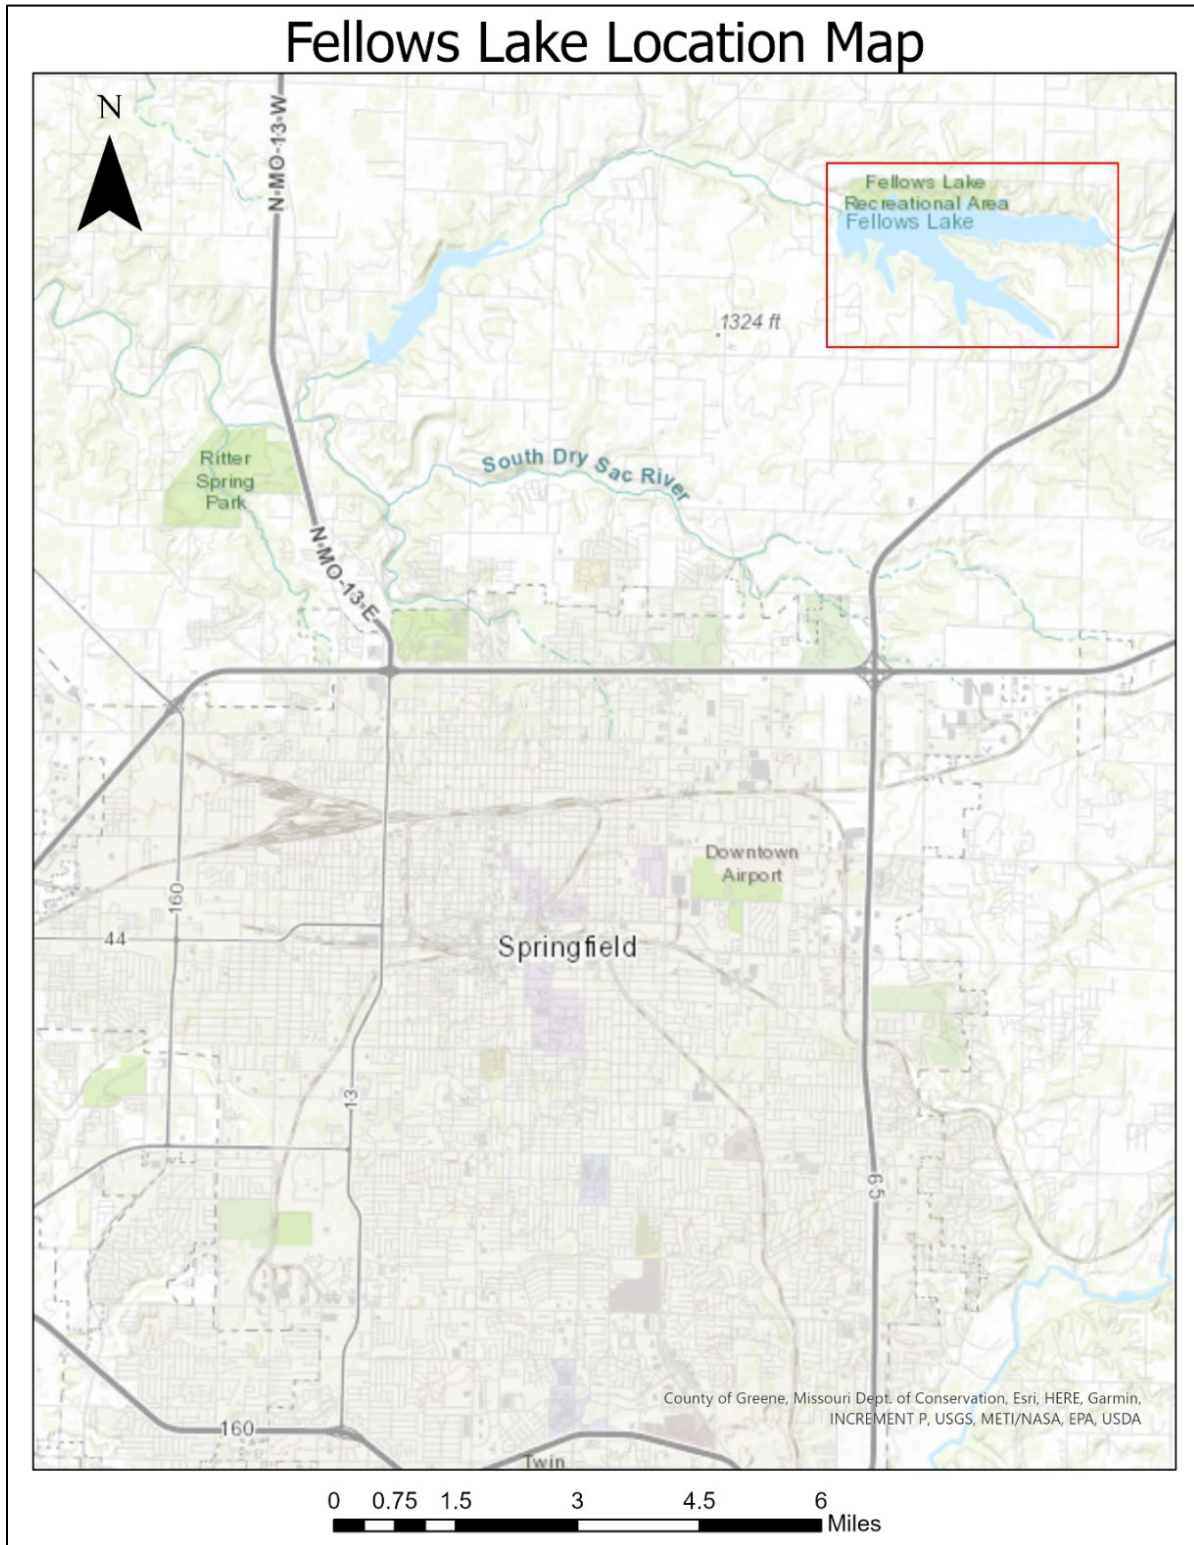 Fellows Lake Location Map
N
N-MO-13-W
Fellows Lake
Recreational Area
Fellows Lake
1324 ft
Ritter
Spring
Park
South Dry Sac River
N-MO-13-E
Downtown
Airport
160
44
Springfield
13
65
County of Greene, Missouri Dept. of Conservation, Esri, HERE, Garmin,
INCREMENT P, USGS, METI/NASA, EPA, USDA
160
Twin
0 0.75 1.5 3 4.5 6
Miles